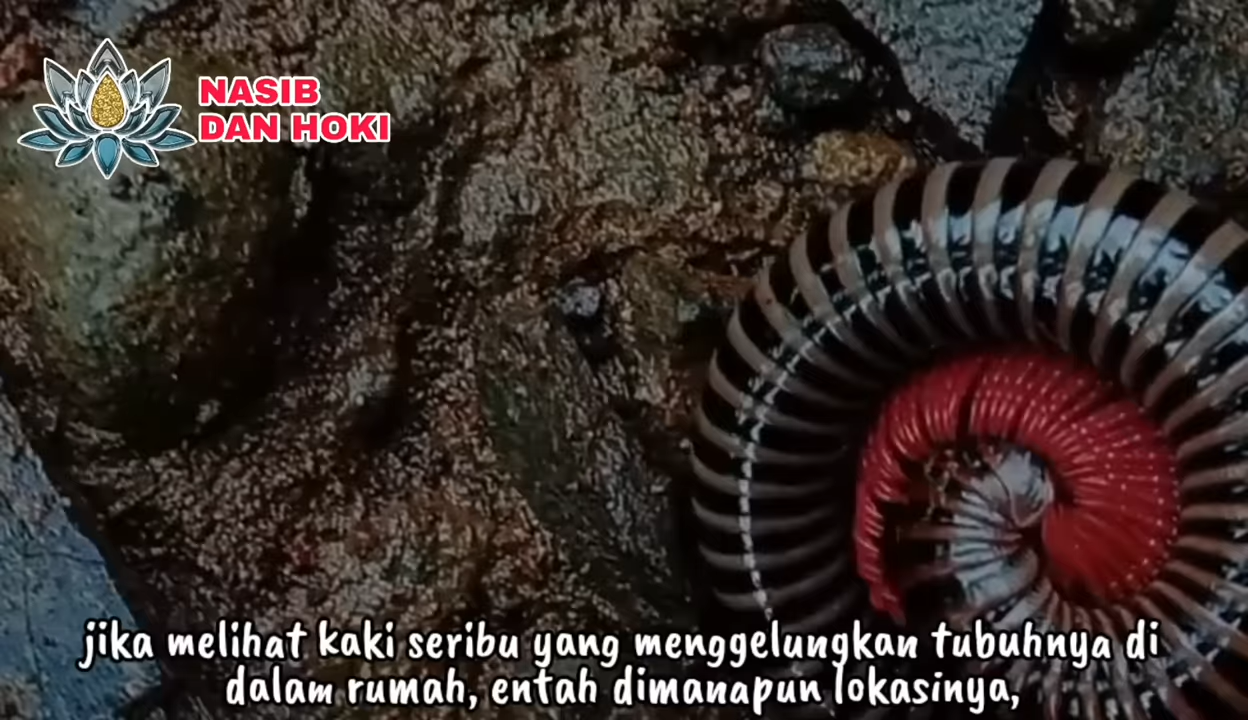 NASIB
DAN HOKI
jika melihat kaki seribu yang menggelungkan tubuhnya di
dalam rumah, entah dimanapun lokasinya,